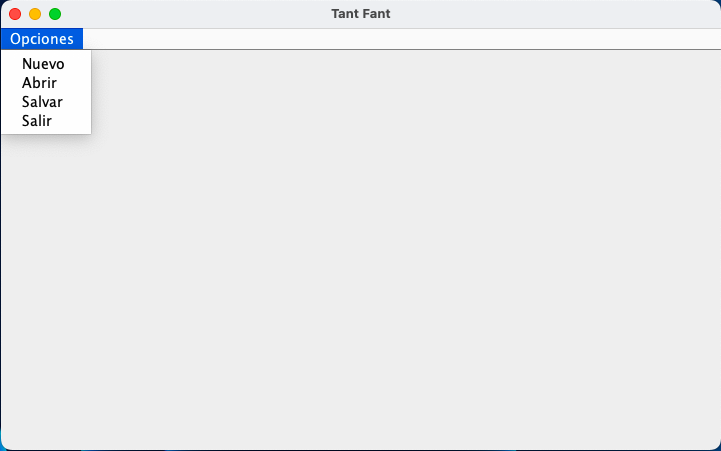 Tant Fant
Opciones
Nuevo
Abrir
Salvar
Salir